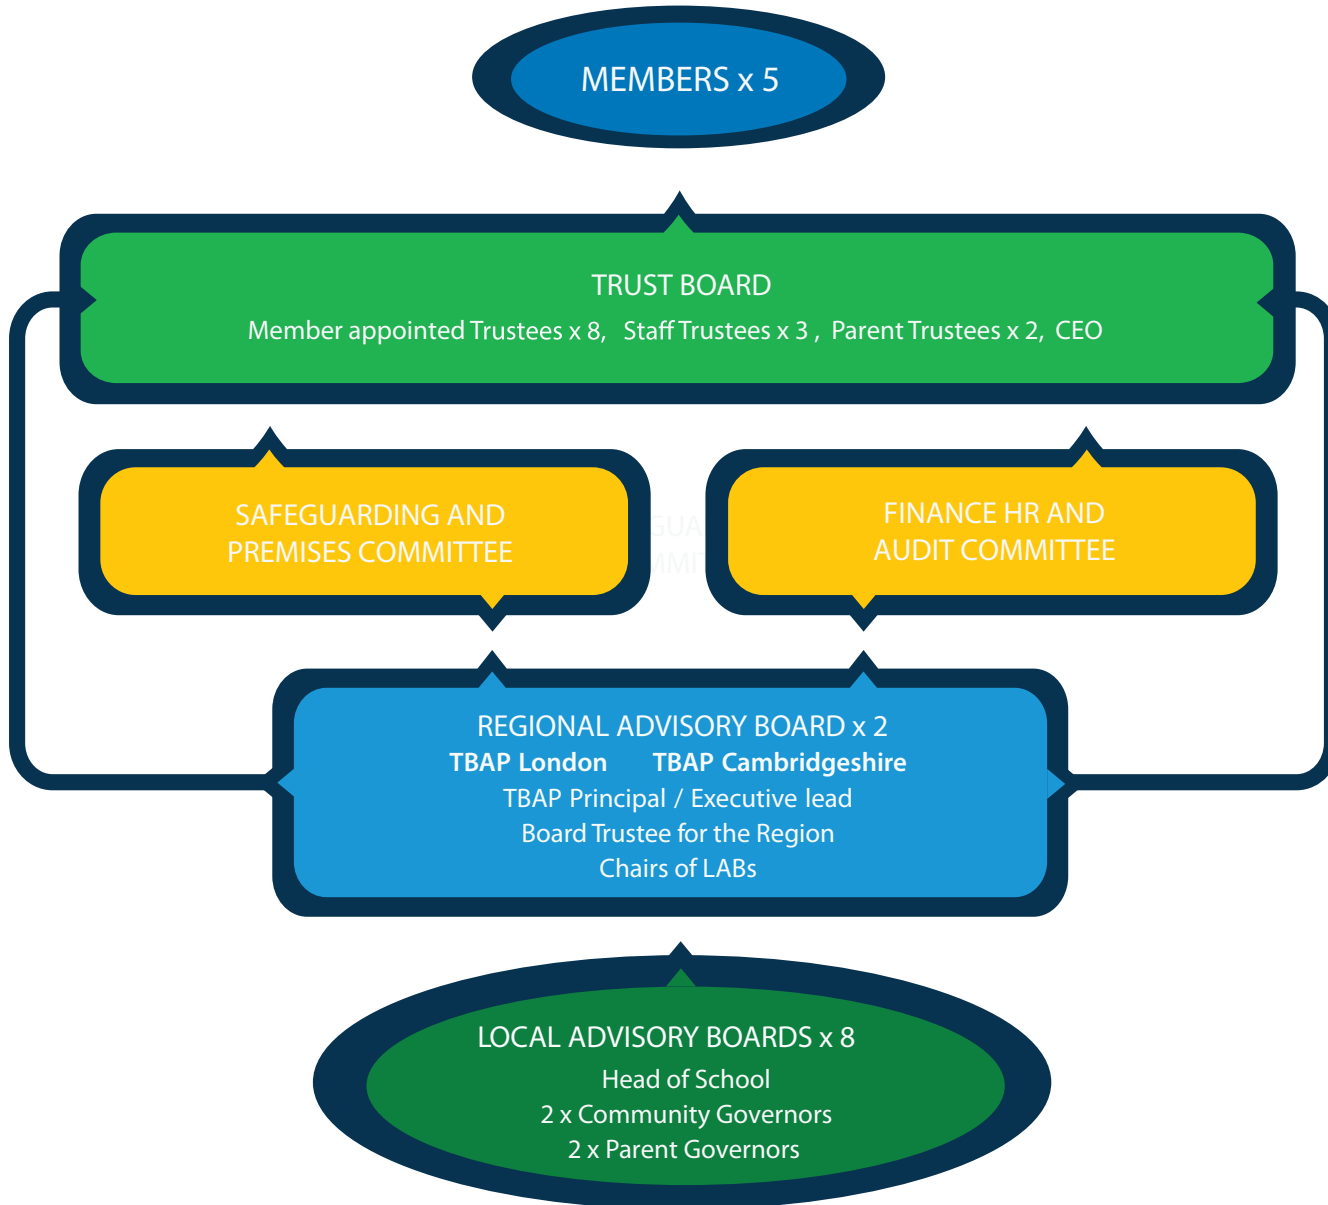 MEMBERS x 5
TRUST BOARD
Member appointed Trustees x 8, Staff Trustees x 3 , Parent Trustees x 2, CEO
SAFEGUARDING AND
PREMISES COMMITTEE
FINANCE HR AND
AUDIT COMMITTEE
REGIONAL ADVISORY BOARD x 2
TBAP London TBAP Cambridgeshire
TBAP Principal / Executive lead
Board Trustee for the Region
Chairs of LABs
LOCAL ADVISORY BOARDS x 8
Head of School
2 x Community Governors
2 x Parent Governors